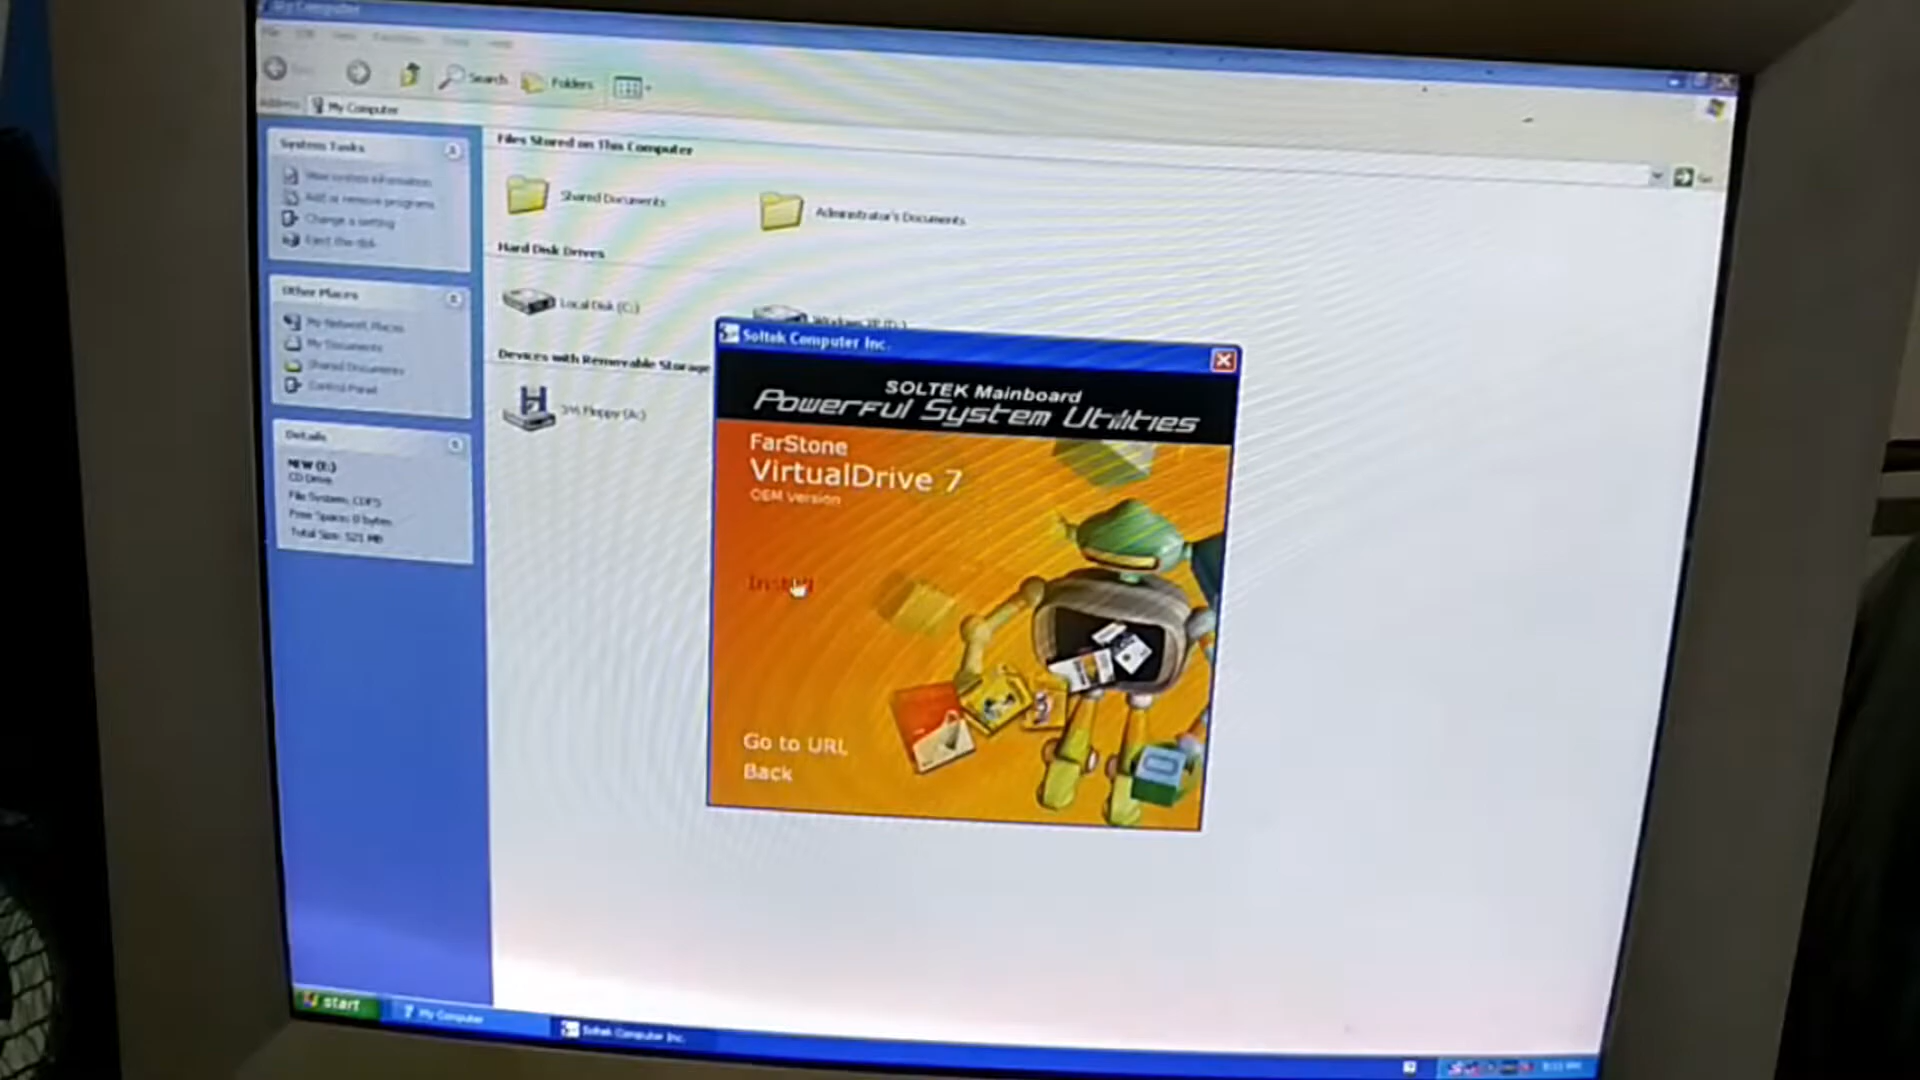 My Computer
File Edit View Favorites Tools Help
Search Folders
Address My Computer
System Tasks
View system information
Add or remove programs
Change a setting
Eject this disk
Other Places
My Network Places
My Documents
Shared Documents
Control Panel
Details
NEW (E:)
CD Drive
File System: CDFS
Free Space: 0 bytes
Total Size: 521 MB
Files Stored on This Computer
Shared Documents
Administrator's Documents
Hard Disk Drives
Local Disk (C:)
Windows XP (D:)
Devices with Removable Storage
3½ Floppy (A:)
Soltek Computer Inc.
SOLTEK Mainboard
Powerful System Utilities
FarStone
VirtualDrive 7
OEM version
Install
Go to URL
Back
start
My Computer
Soltek Computer Inc.